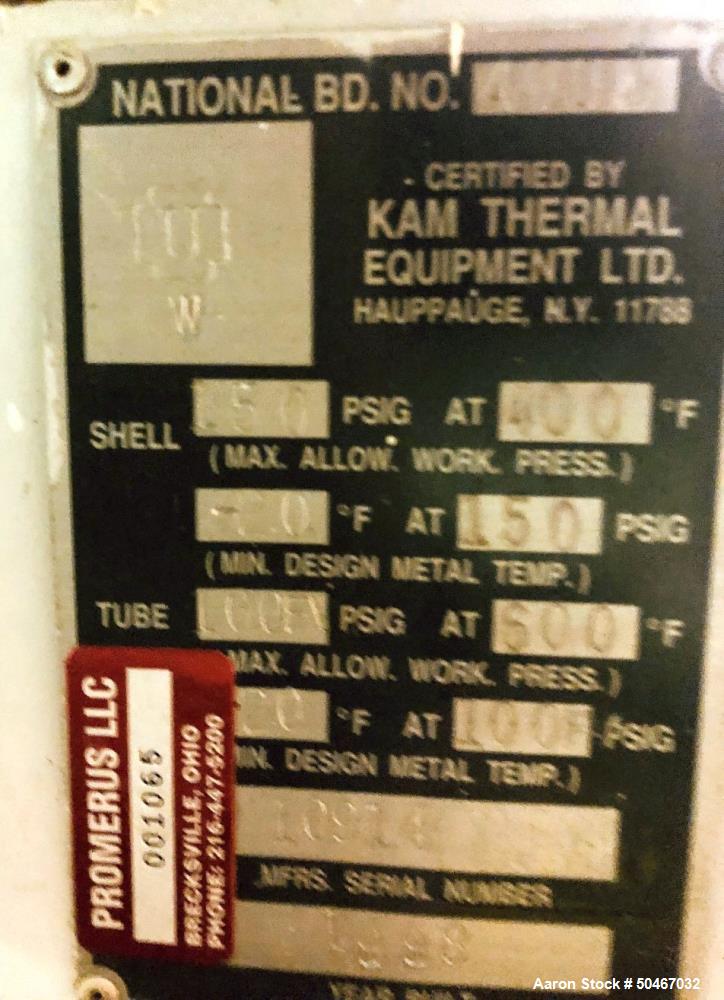 NATIONAL BD. NO.
U
W
CERTIFIED BY
KAM THERMAL
EQUIPMENT LTD.
HAUPPAUGE, N.Y. 11788
SHELL 150 PSIG AT 400 °F
(MAX. ALLOW. WORK. PRESS.)
°F AT 150 PSIG
(MIN. DESIGN METAL TEMP.)
TUBE PSIG AT °F
MAX. ALLOW. WORK. PRESS.)
°F AT PSIG
MIN. DESIGN METAL TEMP.)
MFRS. SERIAL NUMBER
PROMERUS LLC
001065
BRECKSVILLE, OHIO
PHONE: 216-447-5200
Aaron Stock # 50467032